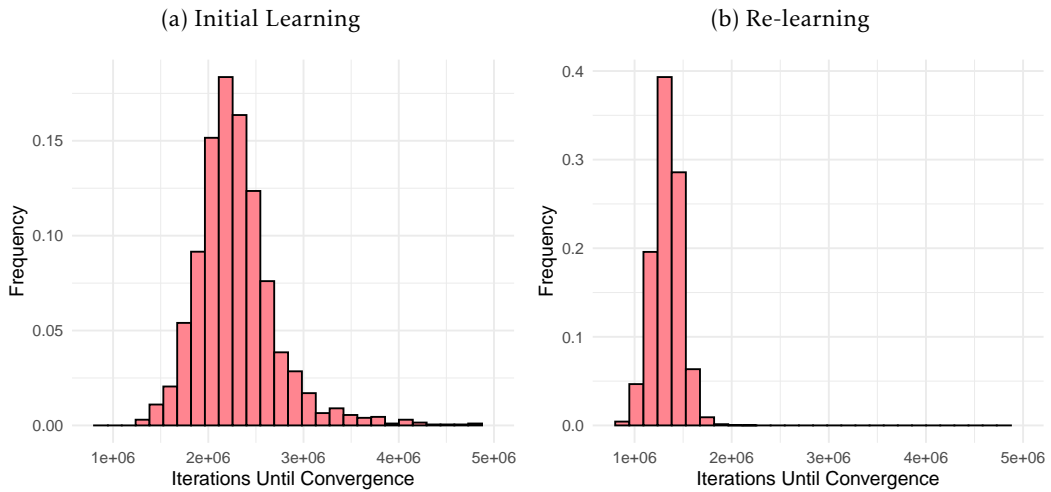 (a) Initial Learning
0.15
0.10
0.05
0.00
Frequency
1e+06 2e+06 3e+06 4e+06 5e+06
Iterations Until Convergence
(b) Re-learning
0.4
0.3
0.2
0.1
0.0
Frequency
1e+06 2e+06 3e+06 4e+06 5e+06
Iterations Until Convergence